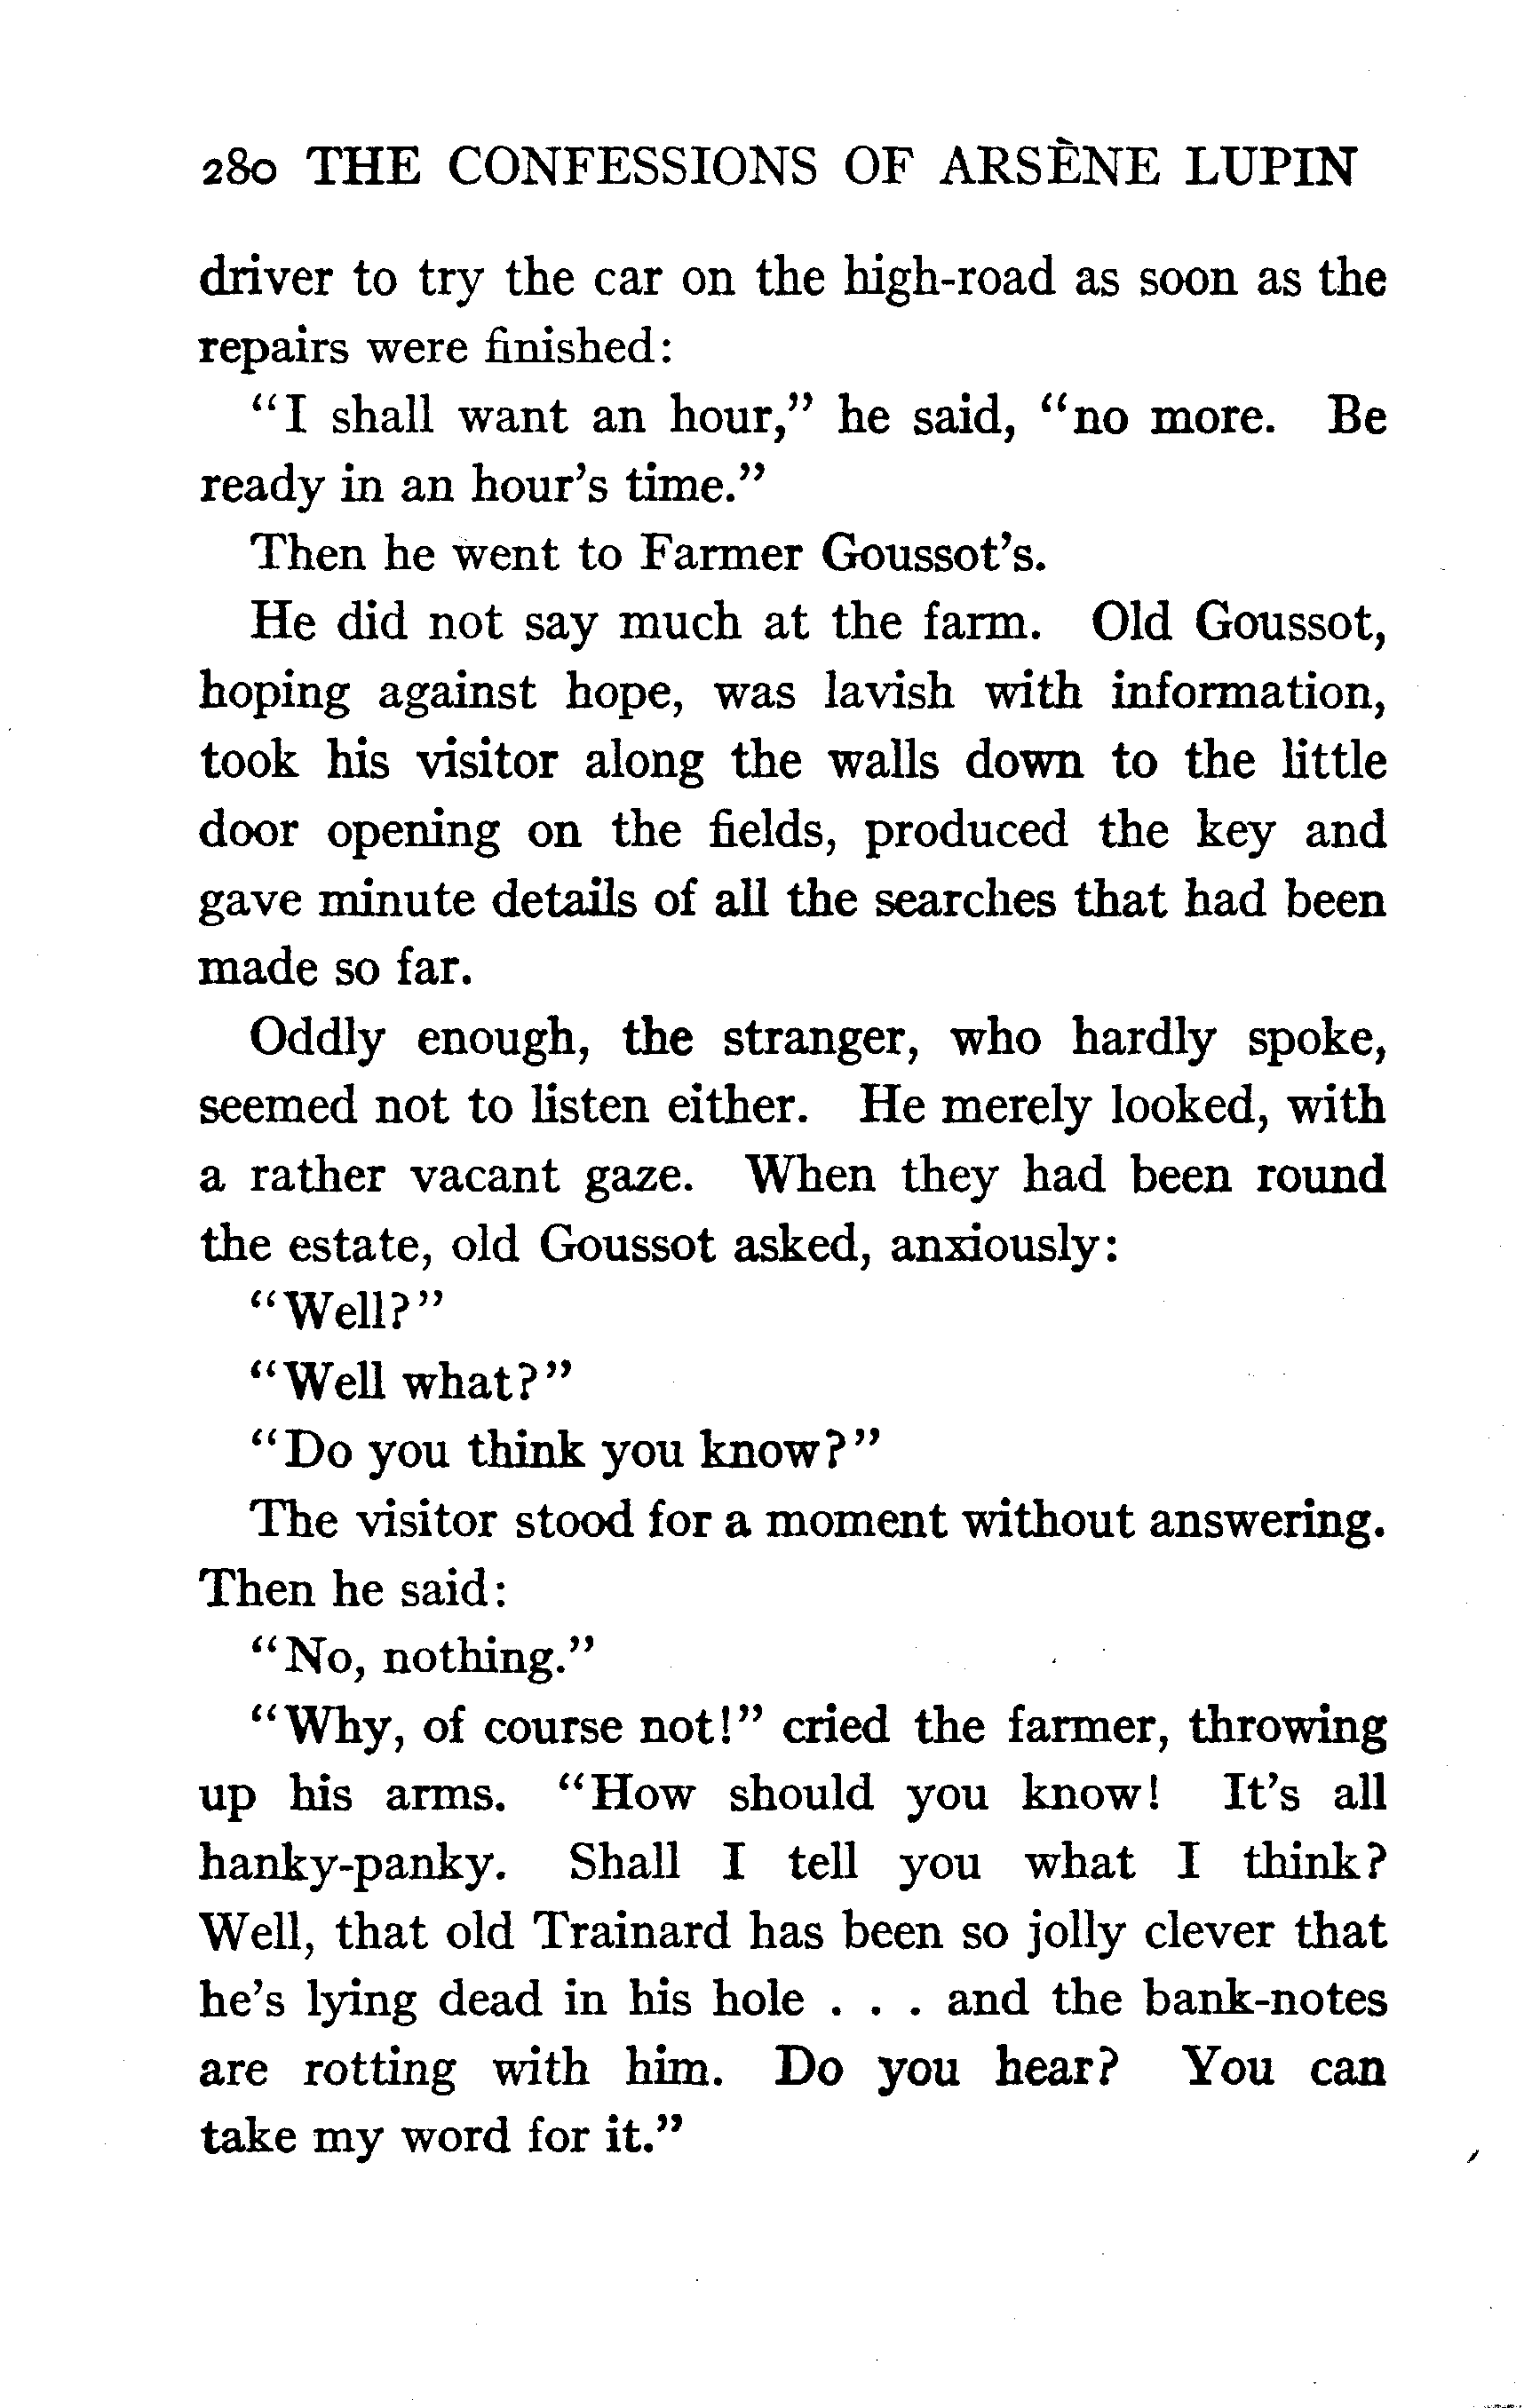 280 THE CONFESSIONS OF ARSÈNE LUPIN
driver to try the car on the high-road as soon as the
repairs were finished:
"I shall want an hour," he said, "no more. Be
ready in an hour's time."
Then he went to Farmer Goussot's.
He did not say much at the farm. Old Goussot,
hoping against hope, was lavish with information,
took his visitor along the walls down to the little
door opening on the fields, produced the key and
gave minute details of all the searches that had been
made so far.
Oddly enough, the stranger, who hardly spoke,
seemed not to listen either. He merely looked, with
a rather vacant gaze. When they had been round
the estate, old Goussot asked, anxiously:
"Well?"
"Well what?"
"Do you think you know?"
The visitor stood for a moment without answering.
Then he said:
"No, nothing."
"Why, of course not!" cried the farmer, throwing
up his arms. "How should you know! It's all
hanky-panky. Shall I tell you what I think?
Well, that old Trainard has been so jolly clever that
he's lying dead in his hole . . . and the bank-notes
are rotting with him. Do you hear? You can
take my word for it."